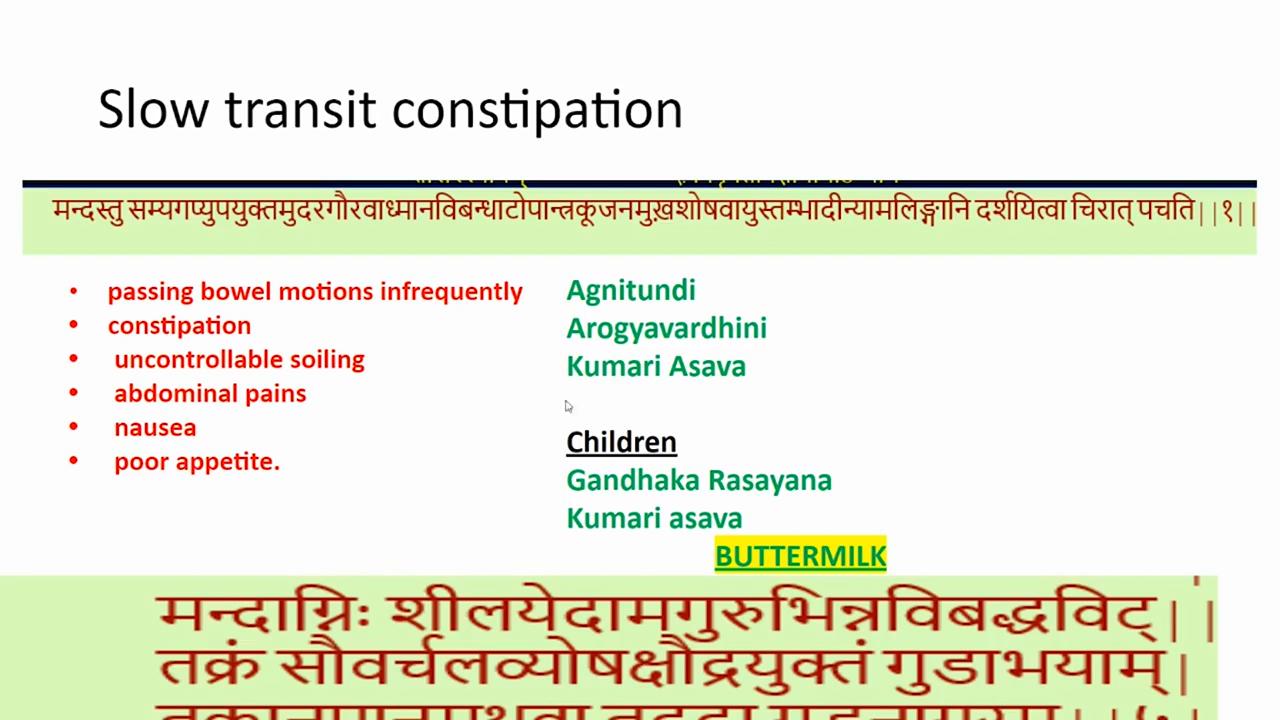 Slow transit constipation
मन्दस्तु सम्यगप्युपयुक्तमुदरगौरवाध्मानविबन्धाटोपान्त्रकूजनमुखशोषवायुस्तम्भादीन्यामलिङ्गानि दर्शयित्वा चिरात् पचति||१||
• passing bowel motions infrequently
• constipation
• uncontrollable soiling
• abdominal pains
• nausea
• poor appetite.
Agnitundi
Arogyavardhini
Kumari Asava
Children
Gandhaka Rasayana
Kumari asava
BUTTERMILK
मन्दाग्निः शीलयेदामगुरुभिन्नविबद्धविट्||
तक्रं सौवर्चलव्योषक्षौद्रयुक्तं गुडाभयाम्|